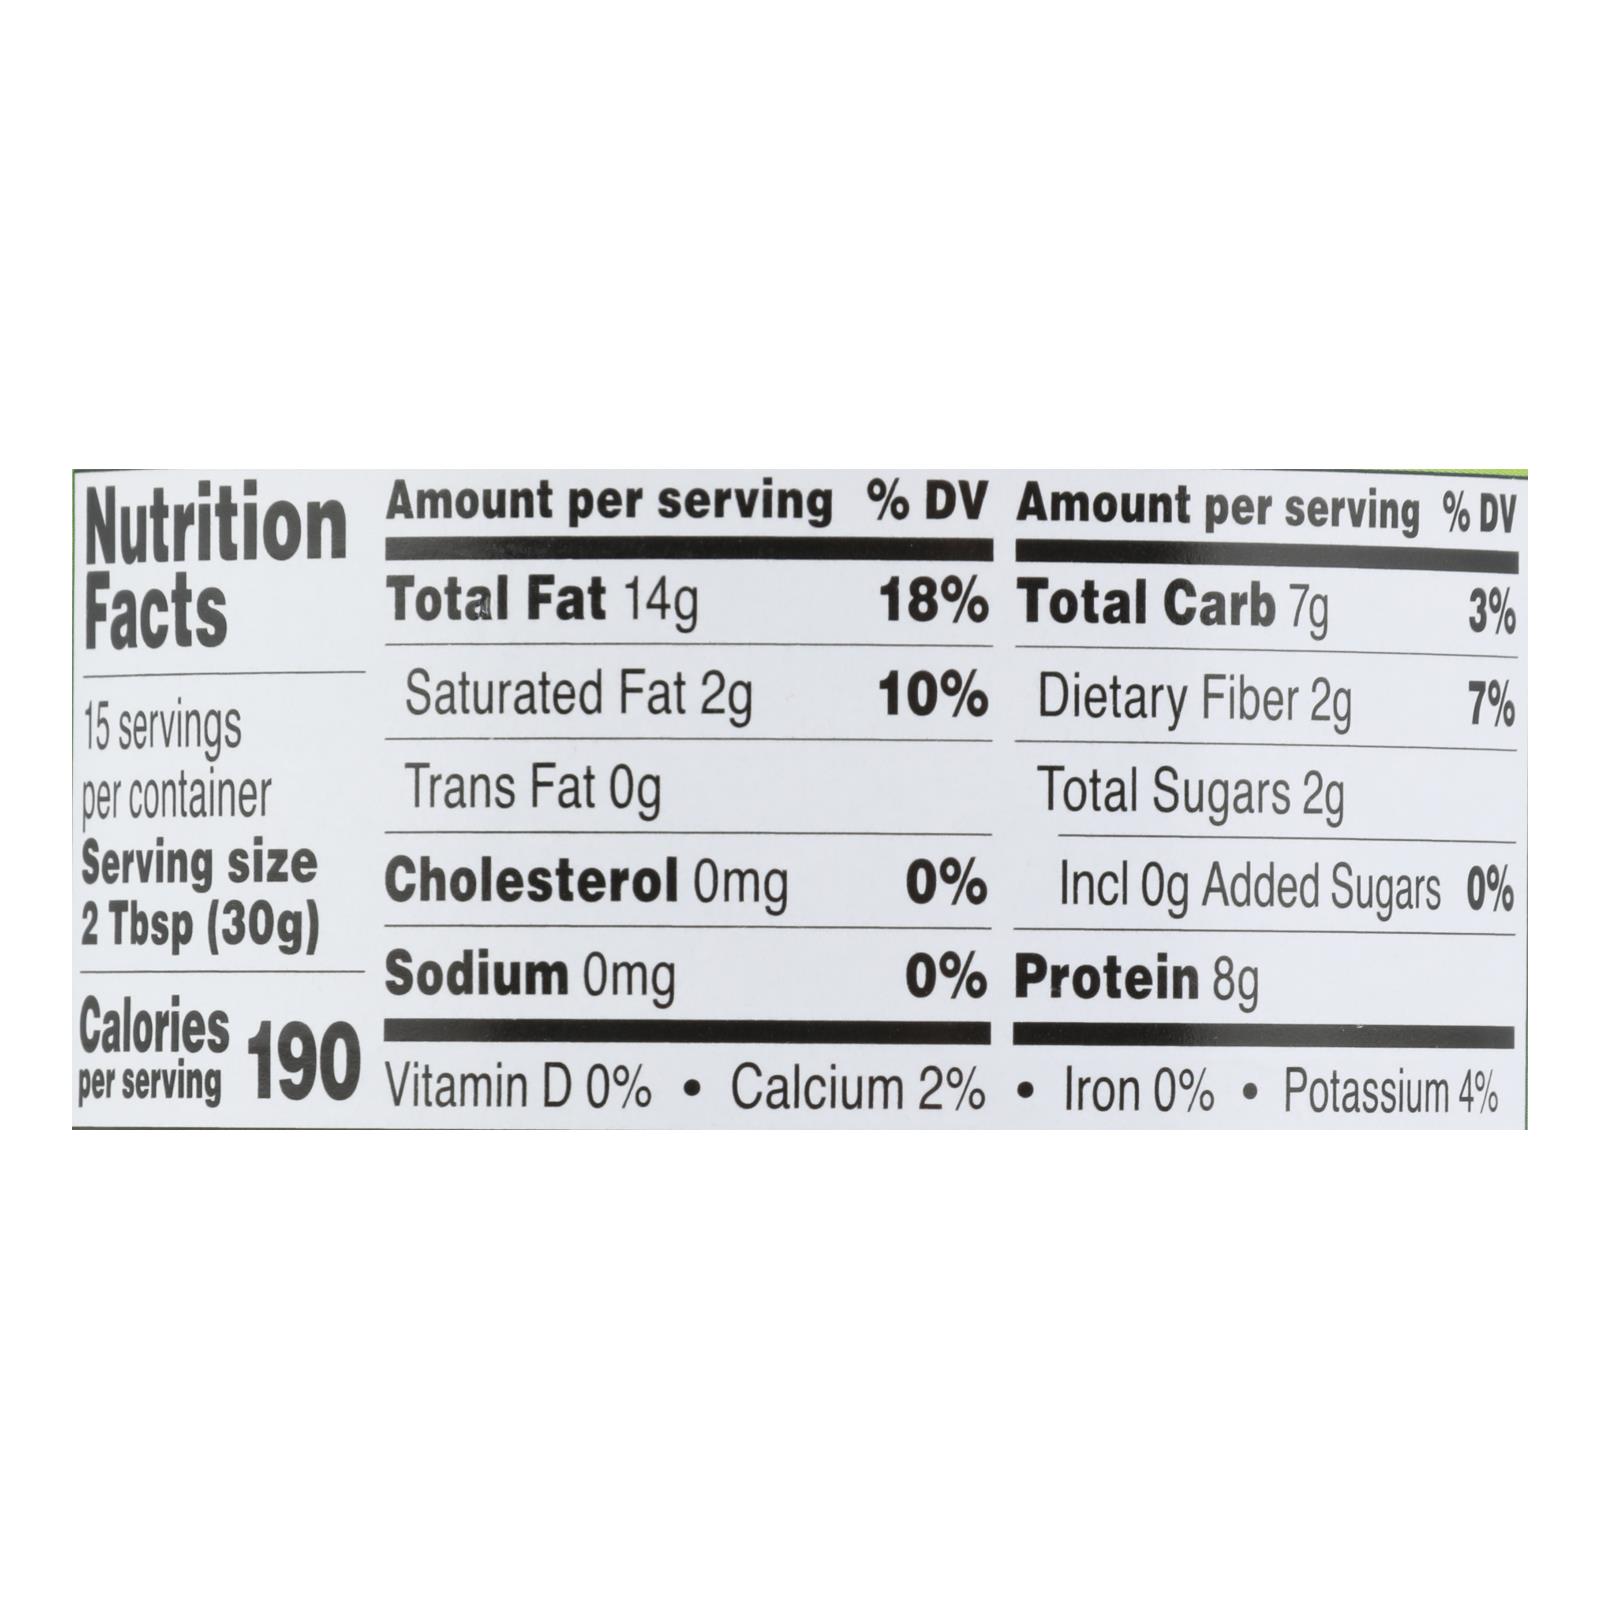 Nutrition
Facts
15 servings
per container
Serving size
2 Tbsp (30g)
Calories
per serving 190
Amount per serving % DV
Total Fat 14g 18%
Saturated Fat 2g 10%
Trans Fat 0g
Cholesterol 0mg 0%
Sodium 0mg 0%
Amount per serving % DV
Total Carb 7g 3%
Dietary Fiber 2g 7%
Total Sugars 2g
Incl 0g Added Sugars 0%
Protein 8g
Vitamin D 0% • Calcium 2% • Iron 0% • Potassium 4%